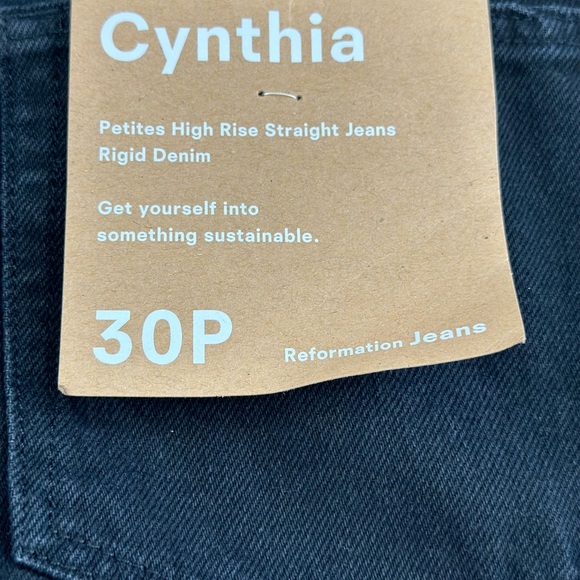 Cynthia
Petites High Rise Straight Jeans
Rigid Denim
Get yourself into
something sustainable.
30P
Reformation Jeans